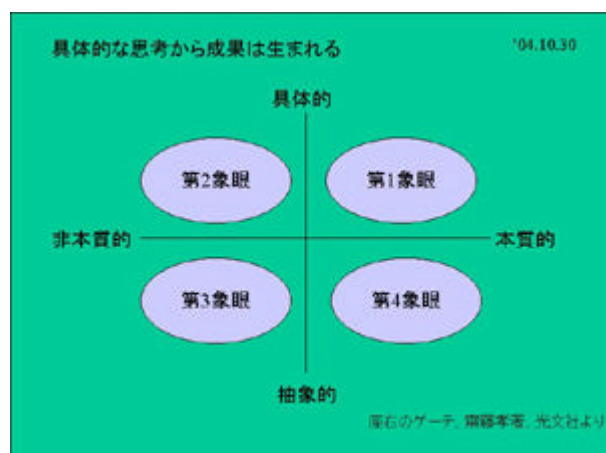 具体的な思考から成果は生まれる
'04.10.30
具体的
第2象眼
第1象眼
非本質的
本質的
第3象眼
第4象眼
抽象的
座右のゲーテ, 齋藤孝著, 光文社より